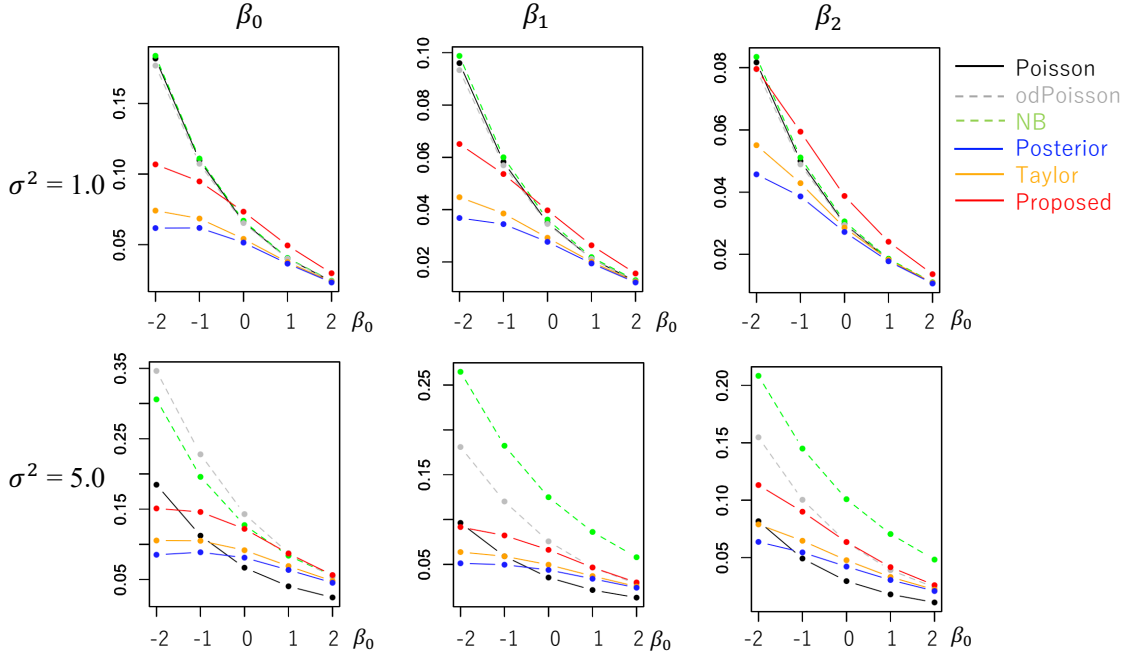 β₀ β₁ β₂
σ² = 1.0
0.05 0.10 0.15
-2 -1 0 1 2 β₀
0.02 0.04 0.06 0.08 0.10
-2 -1 0 1 2 β₀
0.02 0.04 0.06 0.08
-2 -1 0 1 2 β₀
Poisson
odPoisson
NB
Posterior
Taylor
Proposed
σ² = 5.0
0.05 0.15 0.25 0.35
-2 -1 0 1 2 β₀
0.05 0.15 0.25
-2 -1 0 1 2 β₀
0.05 0.10 0.15 0.20
-2 -1 0 1 2 β₀